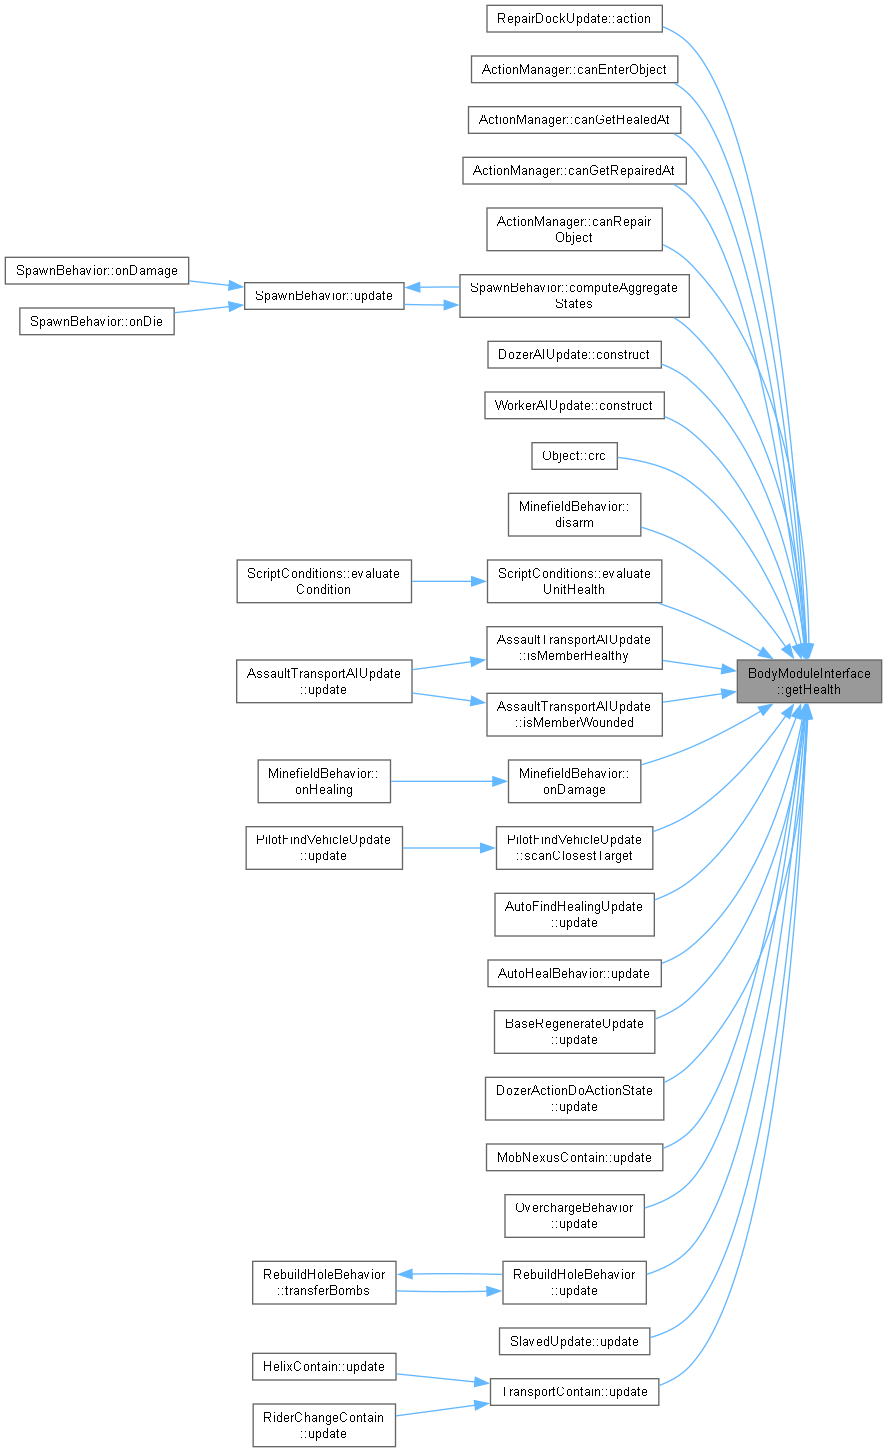 RepairDockUpdate::action
ActionManager::canEnterObject
ActionManager::canGetHealedAt
ActionManager::canGetRepairedAt
ActionManager::canRepair
Object
SpawnBehavior::onDamage
SpawnBehavior::onDie
SpawnBehavior::update
SpawnBehavior::computeAggregate
States
DozerAIUpdate::construct
WorkerAIUpdate::construct
Object::crc
MinefieldBehavior::
disarm
ScriptConditions::evaluate
Condition
ScriptConditions::evaluate
UnitHealth
AssaultTransportAIUpdate
::isMemberHealthy
AssaultTransportAIUpdate
::update
AssaultTransportAIUpdate
::isMemberWounded
BodyModuleInterface
::getHealth
MinefieldBehavior::
onHealing
MinefieldBehavior::
onDamage
PilotFindVehicleUpdate
::update
PilotFindVehicleUpdate
::scanClosestTarget
AutoFindHealingUpdate
::update
AutoHealBehavior::update
BaseRegenerateUpdate
::update
DozerActionDoActionState
::update
MobNexusContain::update
OverchargeBehavior
::update
RebuildHoleBehavior
::transferBombs
RebuildHoleBehavior
::update
SlavedUpdate::update
HelixContain::update
TransportContain::update
RiderChangeContain
::update